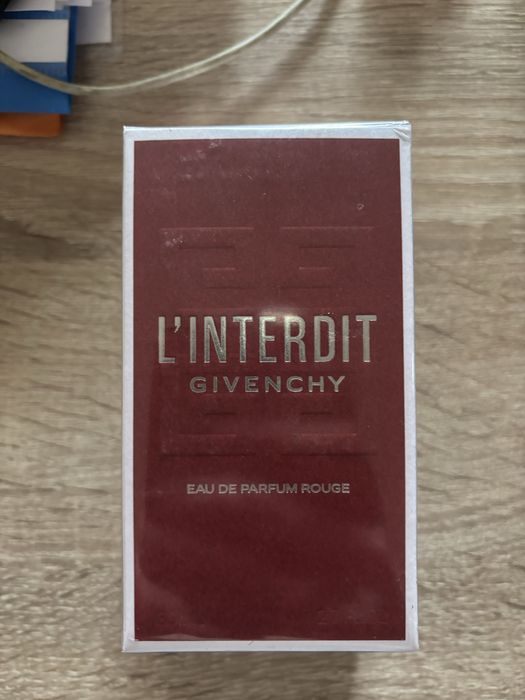 L'INTERDIT
GIVENCHY
EAU DE PARFUM ROUGE